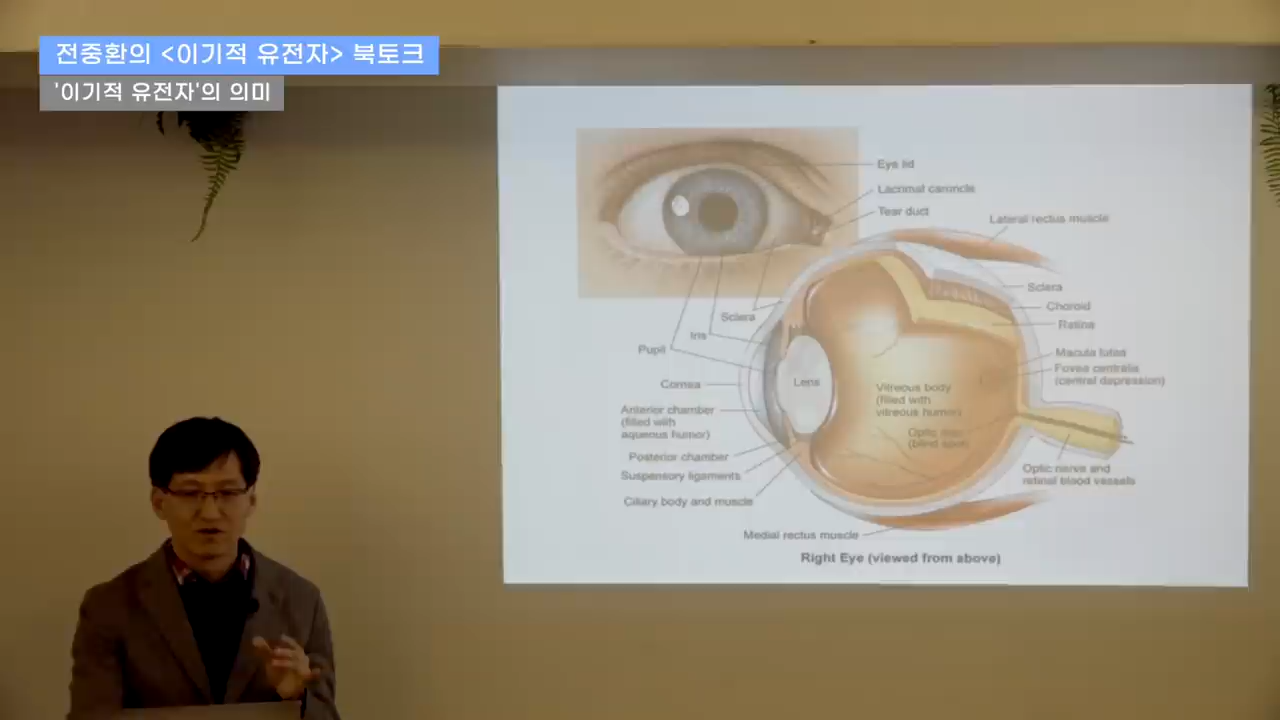 전중환의 <이기적 유전자> 북토크
'이기적 유전자'의 의미
Eye lid
Lacrimal caruncle
Tear duct
Lateral rectus muscle
Sclera
Choroid
Retina
Sclera
Iris
Pupil
Macula lutea
Fovea centralis
(central depression)
Cornea
Lens
Vitreous body
(filled with
vitreous humor)
Anterior chamber
(filled with
aqueous humor)
Optic disc
(blind spot)
Posterior chamber
Suspensory ligaments
Optic nerve and
retinal blood vessels
Ciliary body and muscle
Medial rectus muscle
Right Eye (viewed from above)